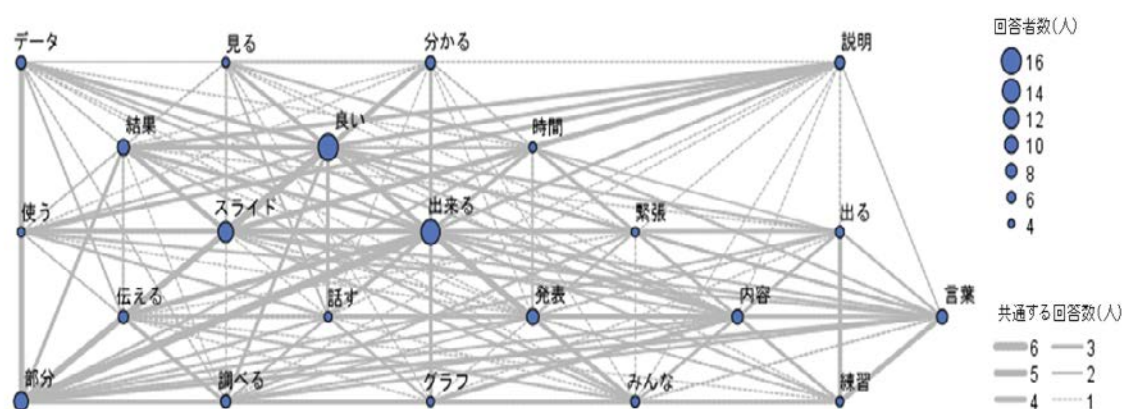 データ 見る 分かる 説明
結果 良い 時間
使う スライド 出来る 緊張 出る
伝える 話す 発表 内容 言葉
部分 調べる グラフ みんな 練習
回答者数(人)
16
14
12
10
8
6
4
共通する回答数(人)
6 3
5 2
4 1